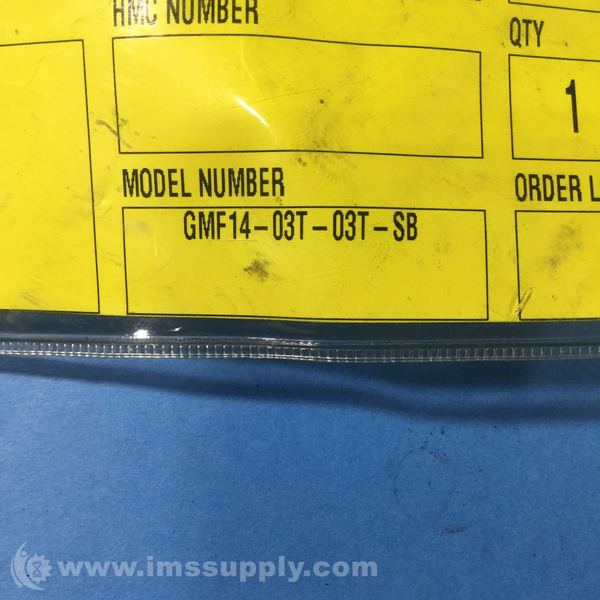 HMC NUMBER
QTY
1
MODEL NUMBER
ORDER L
GMF14-03T-03T-SB
www.imssupply.com